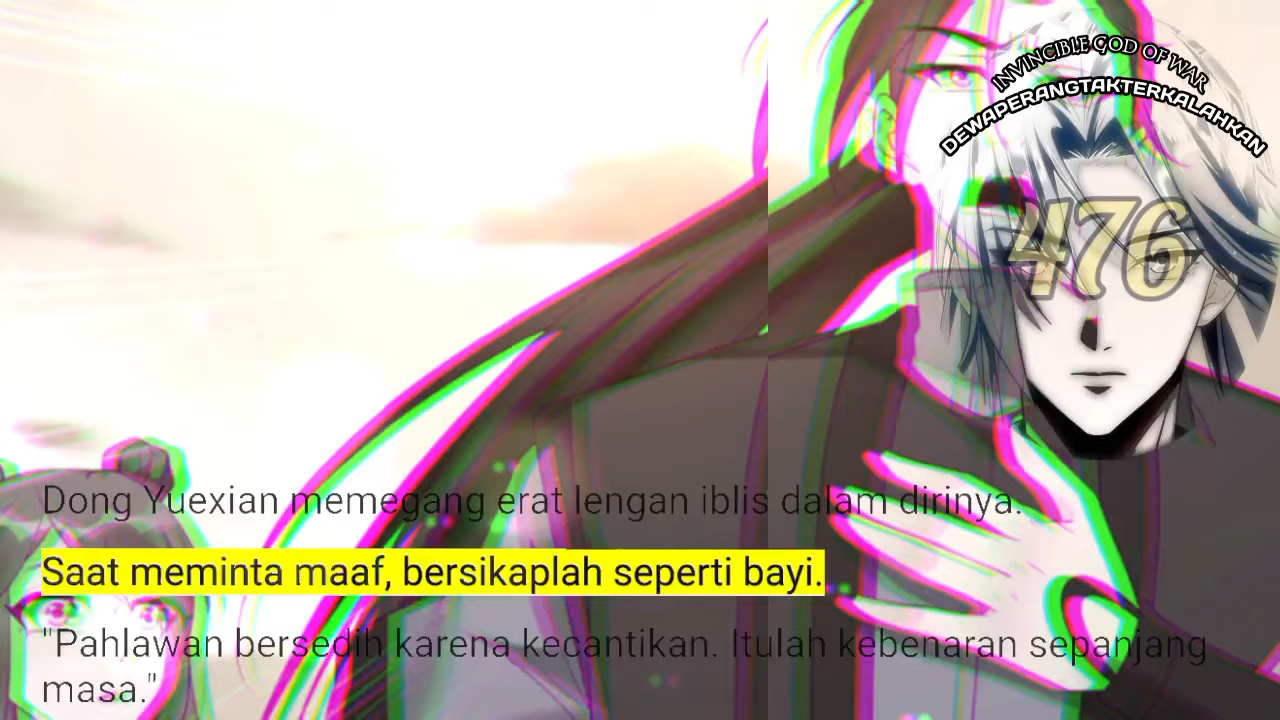 INVINCIBLE GOD OF WAR
DEWAPERANGTAKTERKALAHKAN
476
Dong Yuexian memegang erat lengan iblis dalam dirinya.
Saat meminta maaf, bersikaplah seperti bayi.
"Pahlawan bersedih karena kecantikan. Itulah kebenaran sepanjang
masa."